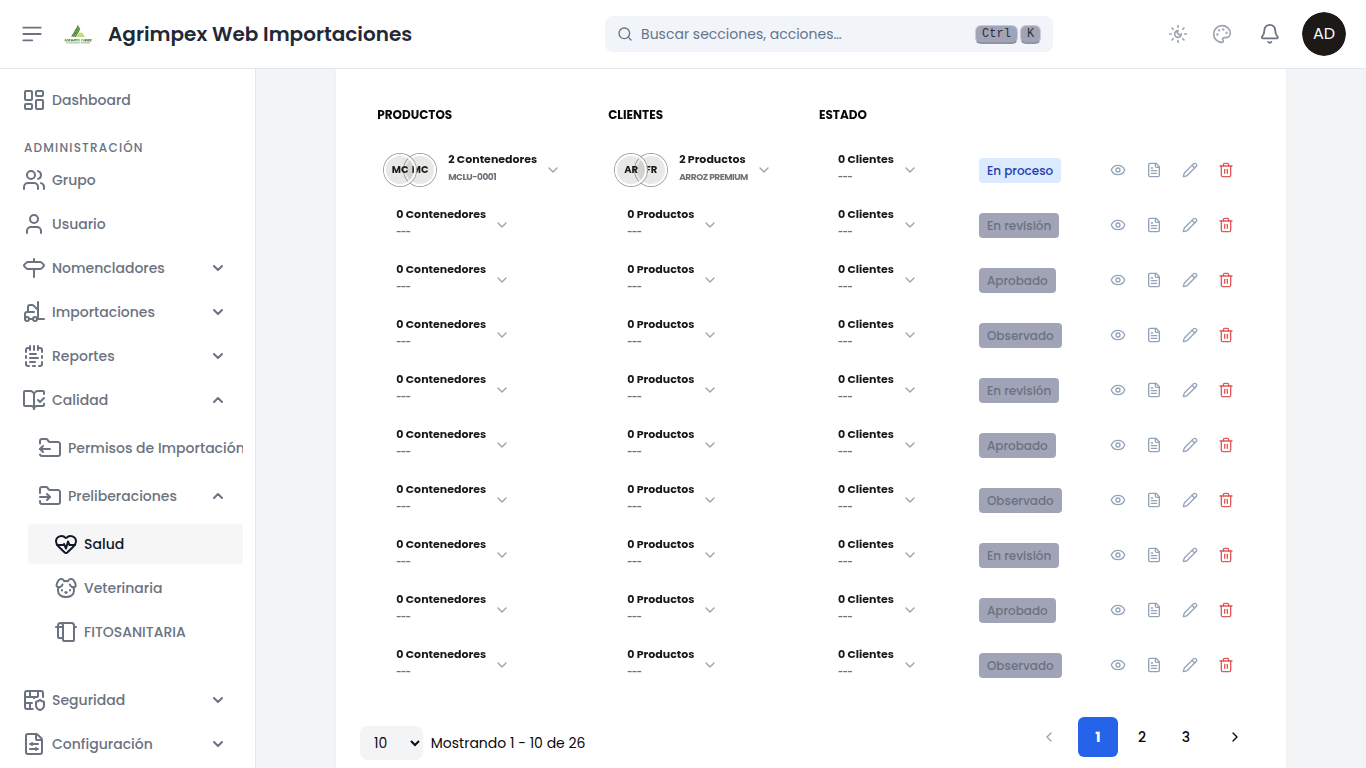 Agrimpex Web Importaciones
Buscar secciones, acciones...
Ctrl K
AD
Dashboard
ADMINISTRACIÓN
Grupo
Usuario
Nomencladores
Importaciones
Reportes
Calidad
Permisos de Importación
Preliberaciones
Salud
Veterinaria
FITOSANITARIA
Seguridad
Configuración
PRODUCTOS CLIENTES ESTADO
MC MC 2 Contenedores AR FR 2 Productos 0 Clientes En proceso
MCLU-0001 ARROZ PREMIUM ---
0 Contenedores 0 Productos 0 Clientes En revisión
--- --- ---
0 Contenedores 0 Productos 0 Clientes Aprobado
--- --- ---
0 Contenedores 0 Productos 0 Clientes Observado
--- --- ---
0 Contenedores 0 Productos 0 Clientes En revisión
--- --- ---
0 Contenedores 0 Productos 0 Clientes Aprobado
--- --- ---
0 Contenedores 0 Productos 0 Clientes Observado
--- --- ---
0 Contenedores 0 Productos 0 Clientes En revisión
--- --- ---
0 Contenedores 0 Productos 0 Clientes Aprobado
--- --- ---
0 Contenedores 0 Productos 0 Clientes Observado
--- --- ---
10 Mostrando 1 - 10 de 26 1 2 3